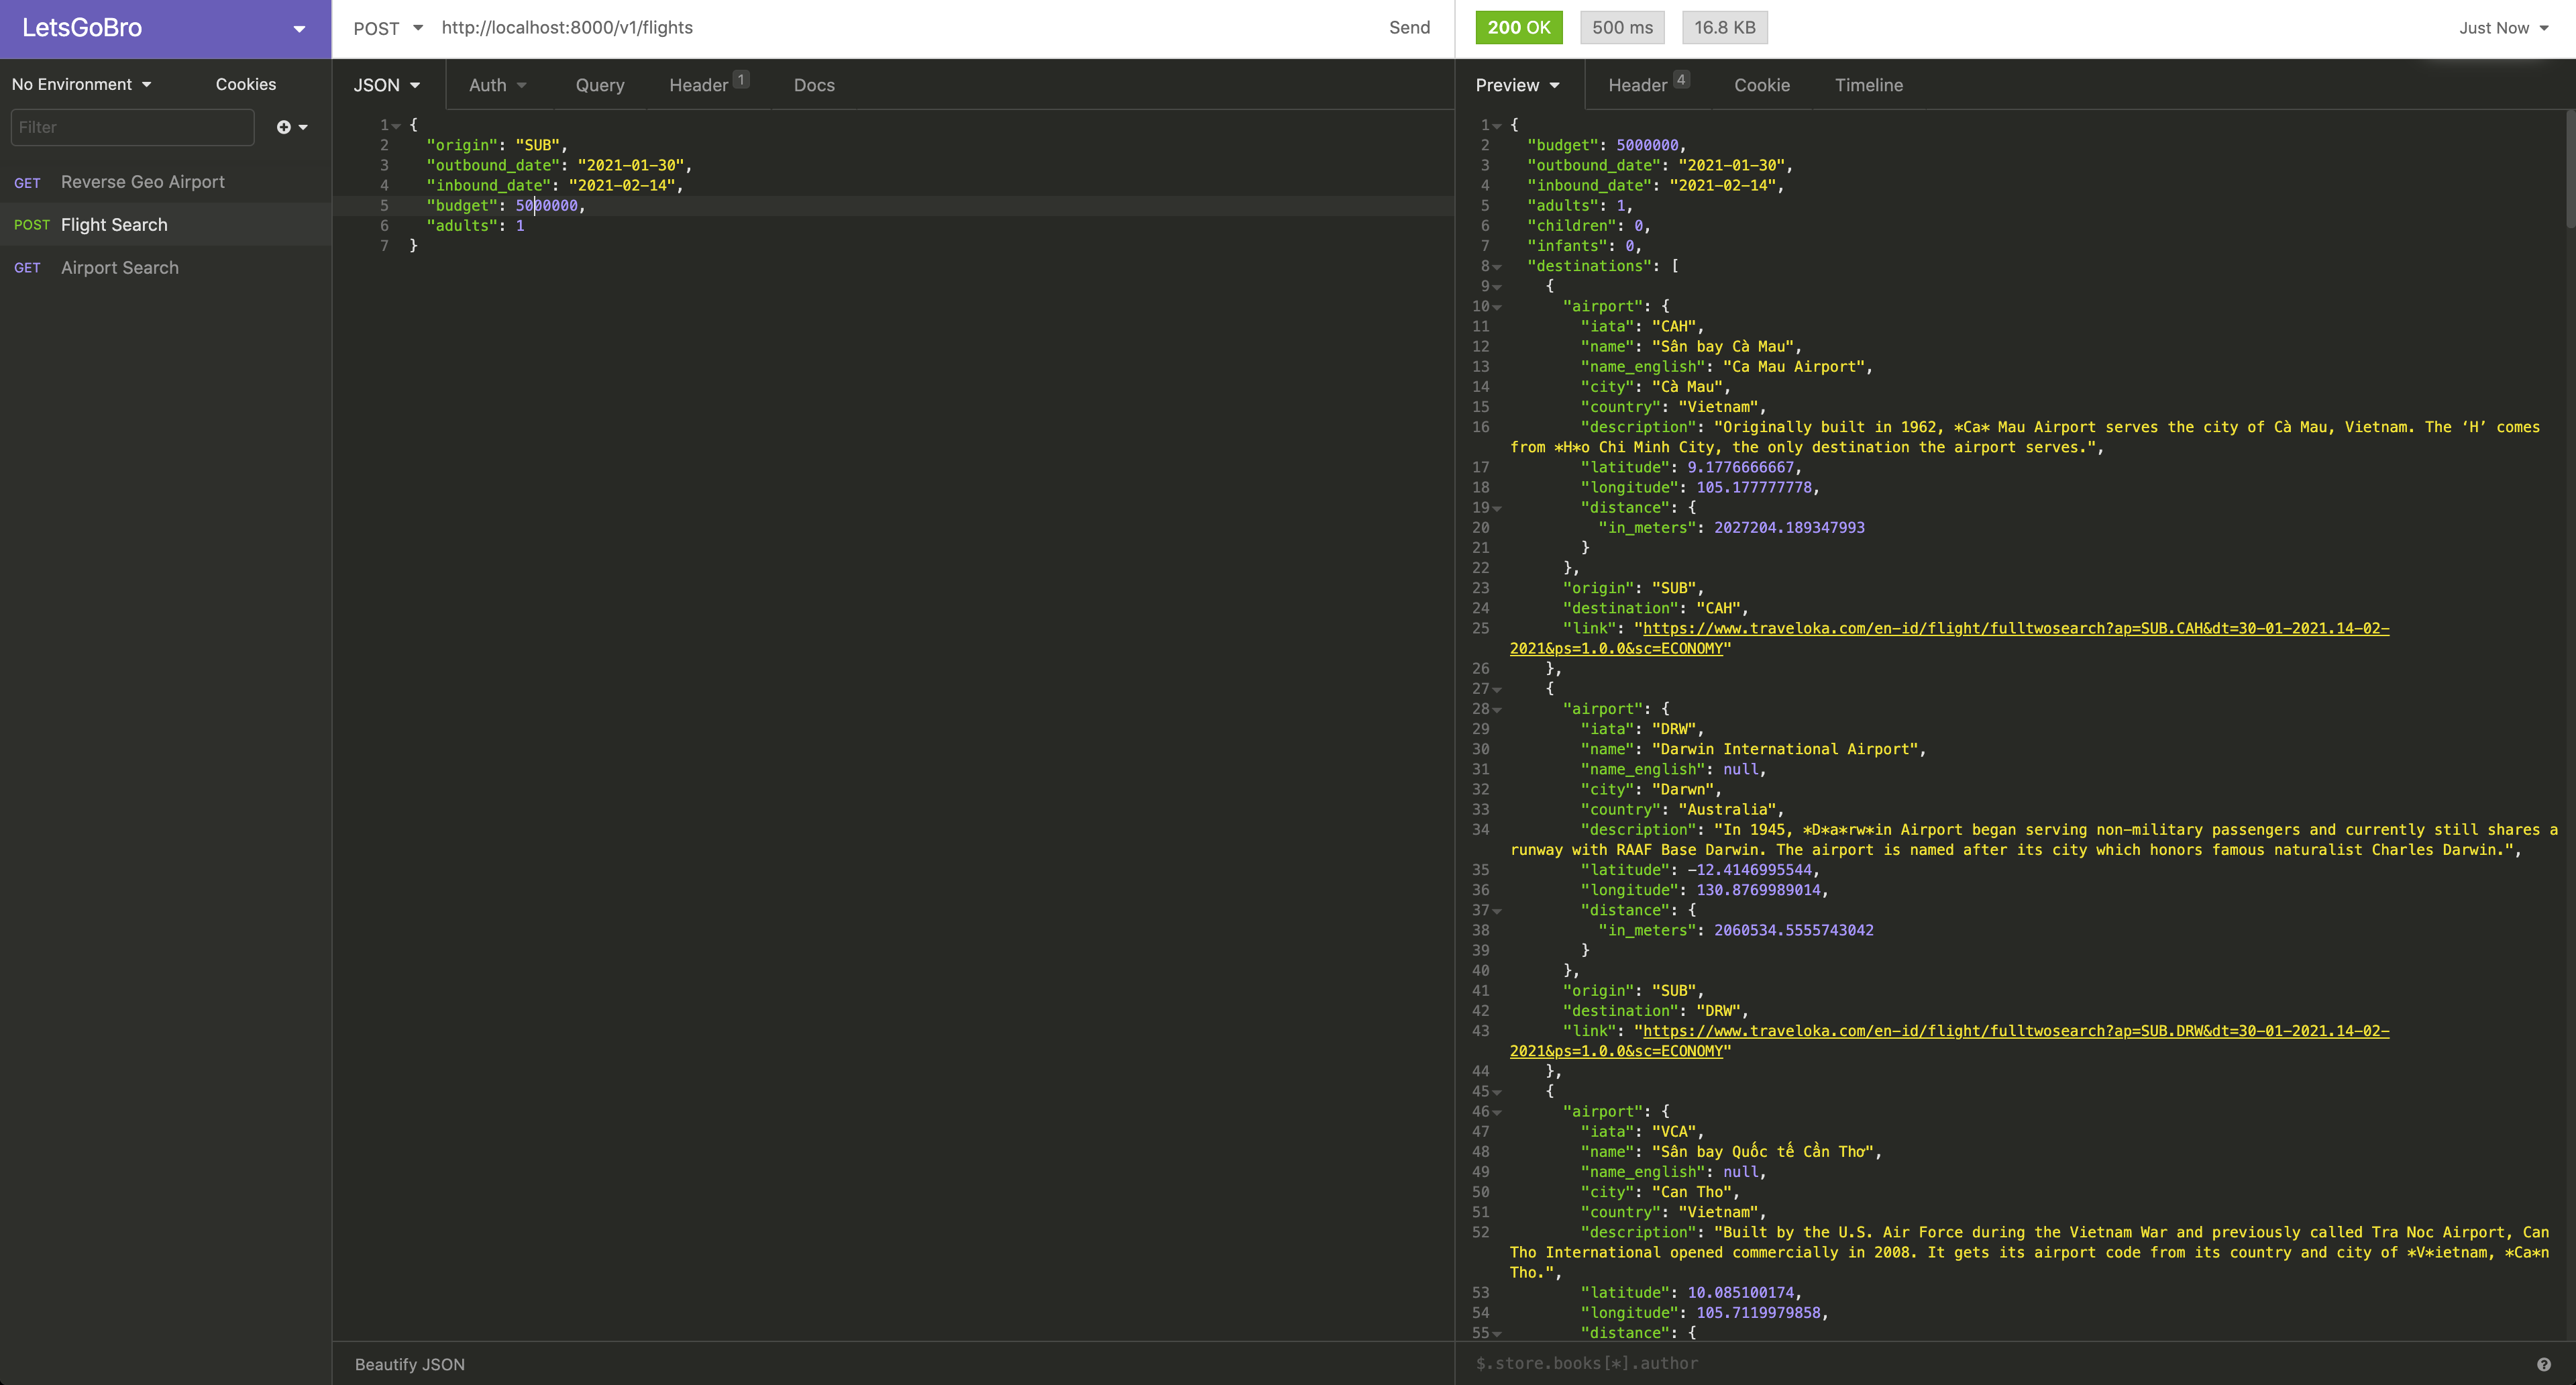 LetsGoBro
POST http://localhost:8000/v1/flights Send
200 OK 500 ms 16.8 KB Just Now
No Environment Cookies
Filter
GET Reverse Geo Airport
POST Flight Search
GET Airport Search
JSON Auth Query Header 1 Docs
1 {
2 "origin": "SUB",
3 "outbound_date": "2021-01-30",
4 "inbound_date": "2021-02-14",
5 "budget": 5000000,
6 "adults": 1
7 }
Beautify JSON
Preview Header 4 Cookie Timeline
1 {
2 "budget": 5000000,
3 "outbound_date": "2021-01-30",
4 "inbound_date": "2021-02-14",
5 "adults": 1,
6 "children": 0,
7 "infants": 0,
8 "destinations": [
9 {
10 "airport": {
11 "iata": "CAH",
12 "name": "Sân bay Cà Mau",
13 "name_english": "Ca Mau Airport",
14 "city": "Cà Mau",
15 "country": "Vietnam",
16 "description": "Originally built in 1962, *Ca* Mau Airport serves the city of Cà Mau, Vietnam. The ‘H’ comes
from *H*o Chi Minh City, the only destination the airport serves.",
17 "latitude": 9.1776666667,
18 "longitude": 105.177777778,
19 "distance": {
20 "in_meters": 2027204.189347993
21 }
22 },
23 "origin": "SUB",
24 "destination": "CAH",
25 "link": "https://www.traveloka.com/en-id/flight/fulltwosearch?ap=SUB.CAH&dt=30-01-2021.14-02-
2021&ps=1.0.0&sc=ECONOMY"
26 },
27 {
28 "airport": {
29 "iata": "DRW",
30 "name": "Darwin International Airport",
31 "name_english": null,
32 "city": "Darwn",
33 "country": "Australia",
34 "description": "In 1945, *D*a*rw*in Airport began serving non-military passengers and currently still shares a
runway with RAAF Base Darwin. The airport is named after its city which honors famous naturalist Charles Darwin.",
35 "latitude": -12.4146995544,
36 "longitude": 130.8769989014,
37 "distance": {
38 "in_meters": 2060534.5555743042
39 }
40 },
41 "origin": "SUB",
42 "destination": "DRW",
43 "link": "https://www.traveloka.com/en-id/flight/fulltwosearch?ap=SUB.DRW&dt=30-01-2021.14-02-
2021&ps=1.0.0&sc=ECONOMY"
44 },
45 {
46 "airport": {
47 "iata": "VCA",
48 "name": "Sân bay Quốc tế Cần Thơ",
49 "name_english": null,
50 "city": "Can Tho",
51 "country": "Vietnam",
52 "description": "Built by the U.S. Air Force during the Vietnam War and previously called Tra Noc Airport, Can
Tho International opened commercially in 2008. It gets its airport code from its country and city of *V*ietnam, *Ca*n
Tho.",
53 "latitude": 10.085100174,
54 "longitude": 105.7119979858,
55 "distance": {
$.store.books[*].author